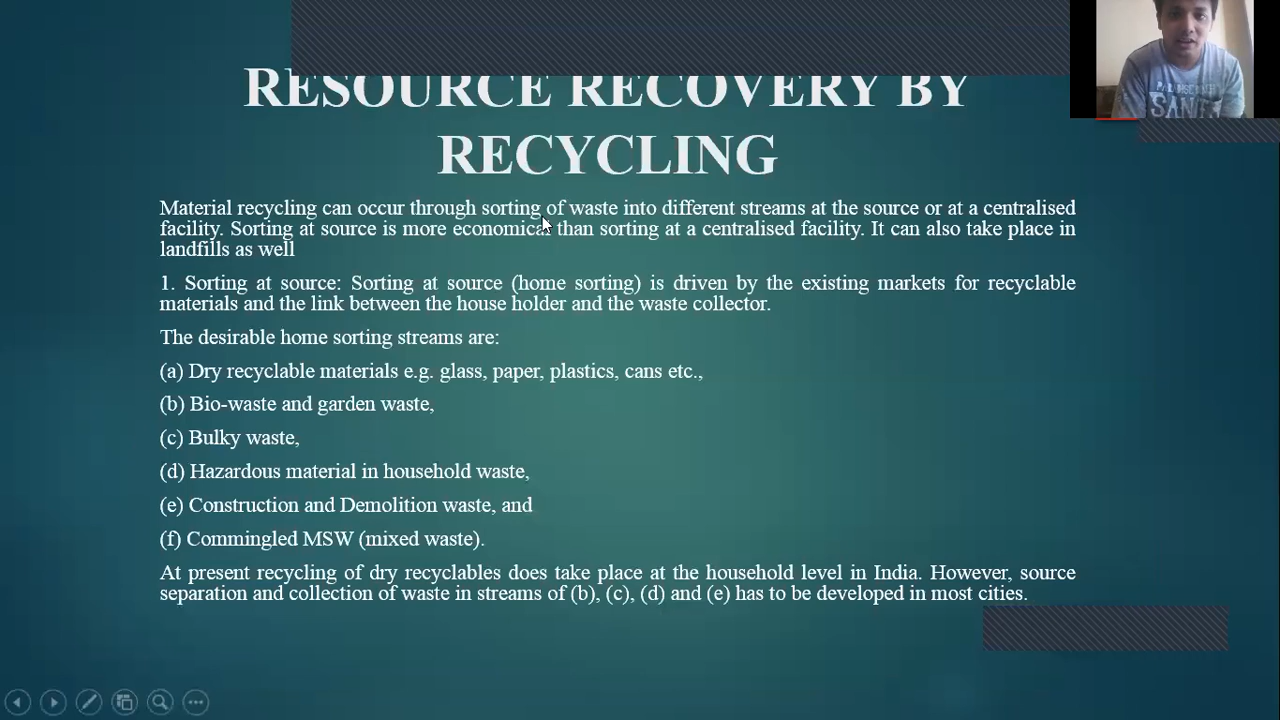 RESOURCE RECOVERY BY
RECYCLING
Material recycling can occur through sorting of waste into different streams at the source or at a centralised
facility. Sorting at source is more economical than sorting at a centralised facility. It can also take place in
landfills as well
1. Sorting at source: Sorting at source (home sorting) is driven by the existing markets for recyclable
materials and the link between the house holder and the waste collector.
The desirable home sorting streams are:
(a) Dry recyclable materials e.g. glass, paper, plastics, cans etc.,
(b) Bio-waste and garden waste,
(c) Bulky waste,
(d) Hazardous material in household waste,
(e) Construction and Demolition waste, and
(f) Commingled MSW (mixed waste).
At present recycling of dry recyclables does take place at the household level in India. However, source
separation and collection of waste in streams of (b), (c), (d) and (e) has to be developed in most cities.